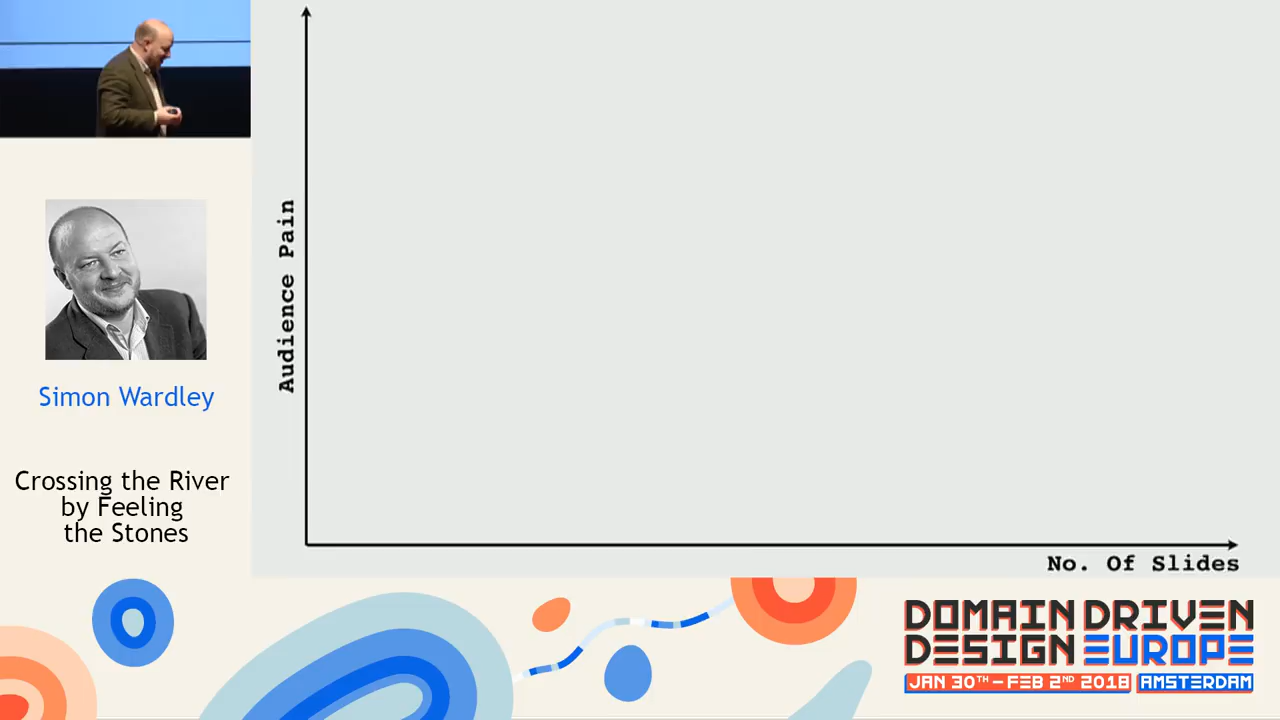 Audience Pain
No. Of Slides
Simon Wardley
Crossing the River
by Feeling
the Stones
DOMAIN DRIVEN
DESIGN EUROPE
JAN 30TH - FEB 2ND 2018 AMSTERDAM